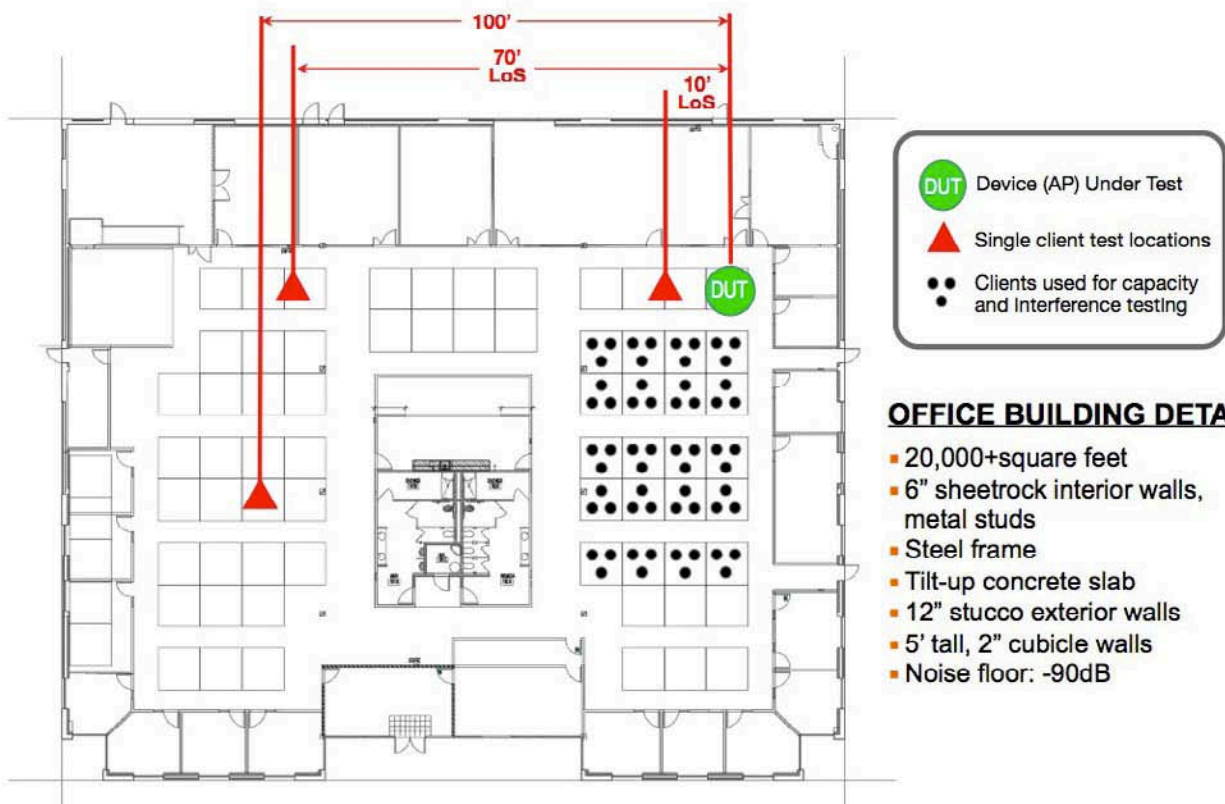 100'
70'
LoS
10'
LoS
DUT
DUT Device (AP) Under Test
Single client test locations
Clients used for capacity
and interference testing
OFFICE BUILDING DETA
▪ 20,000+square feet
▪ 6” sheetrock interior walls,
metal studs
▪ Steel frame
▪ Tilt-up concrete slab
▪ 12” stucco exterior walls
▪ 5’ tall, 2” cubicle walls
▪ Noise floor: -90dB